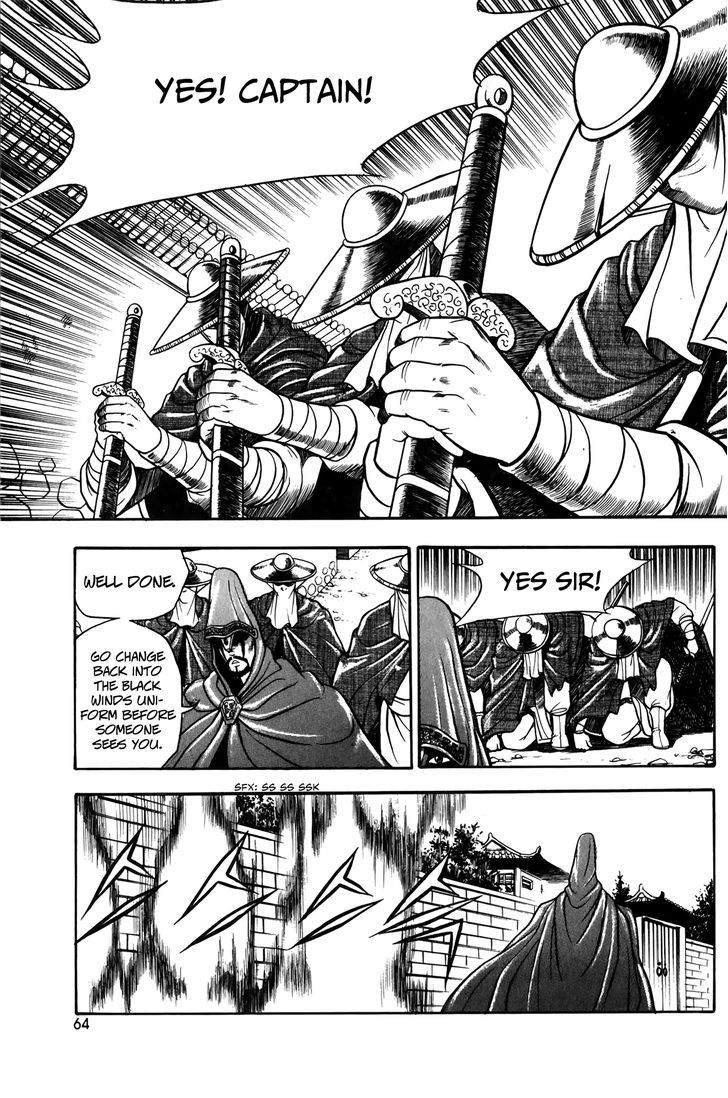 YES! CAPTAIN!
WELL DONE.
GO CHANGE
BACK INTO
THE BLACK
WINDS UNI-
FORM BEFORE
SOMEONE
SEES YOU.
YES SIR!
SFX: SS SS SSK
64